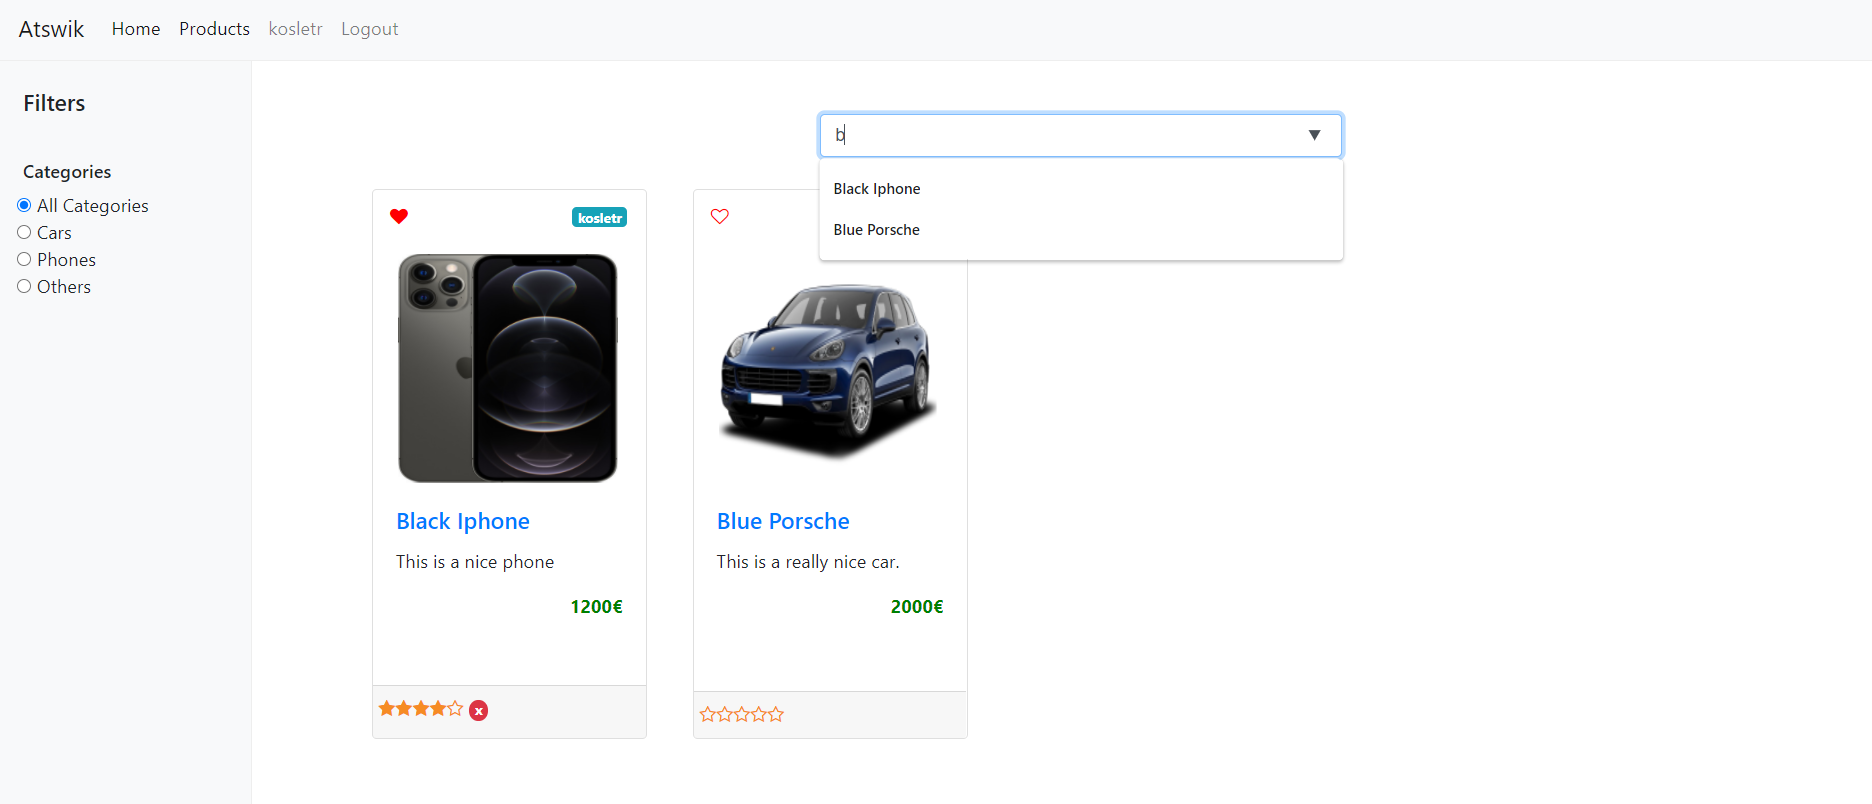 Atswik Home Products kosletr Logout
Filters
Categories
All Categories
Cars
Phones
Others
b
Black Iphone
Blue Porsche
kosletr
Black Iphone
This is a nice phone
1200€
x
Blue Porsche
This is a really nice car.
2000€